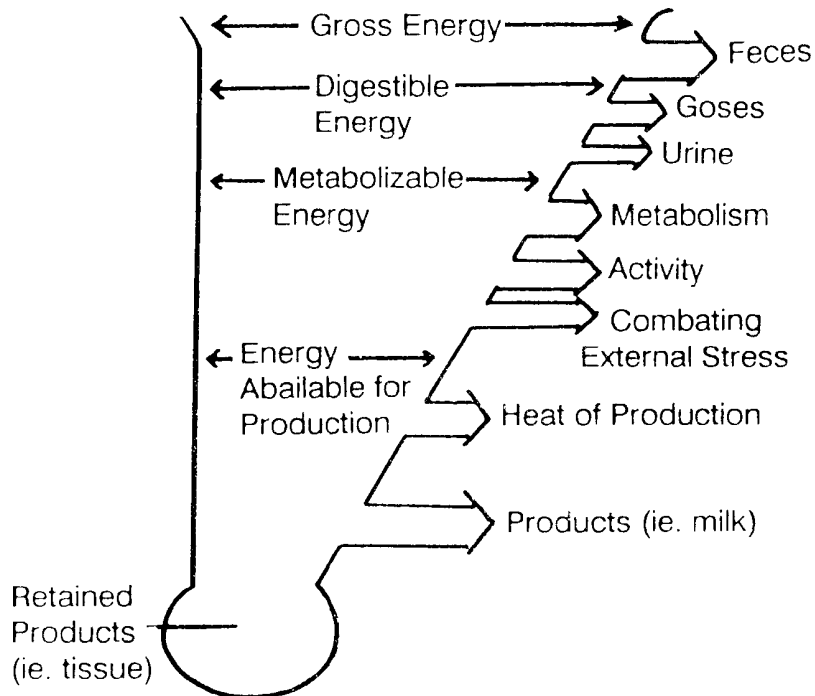 Gross Energy
Feces
Digestible
Energy
Goses
Urine
Metabolizable
Energy
Metabolism
Activity
Combating
External Stress
Energy
Abailable for
Production
Heat of Production
Products (ie. milk)
Retained
Products
(ie. tissue)